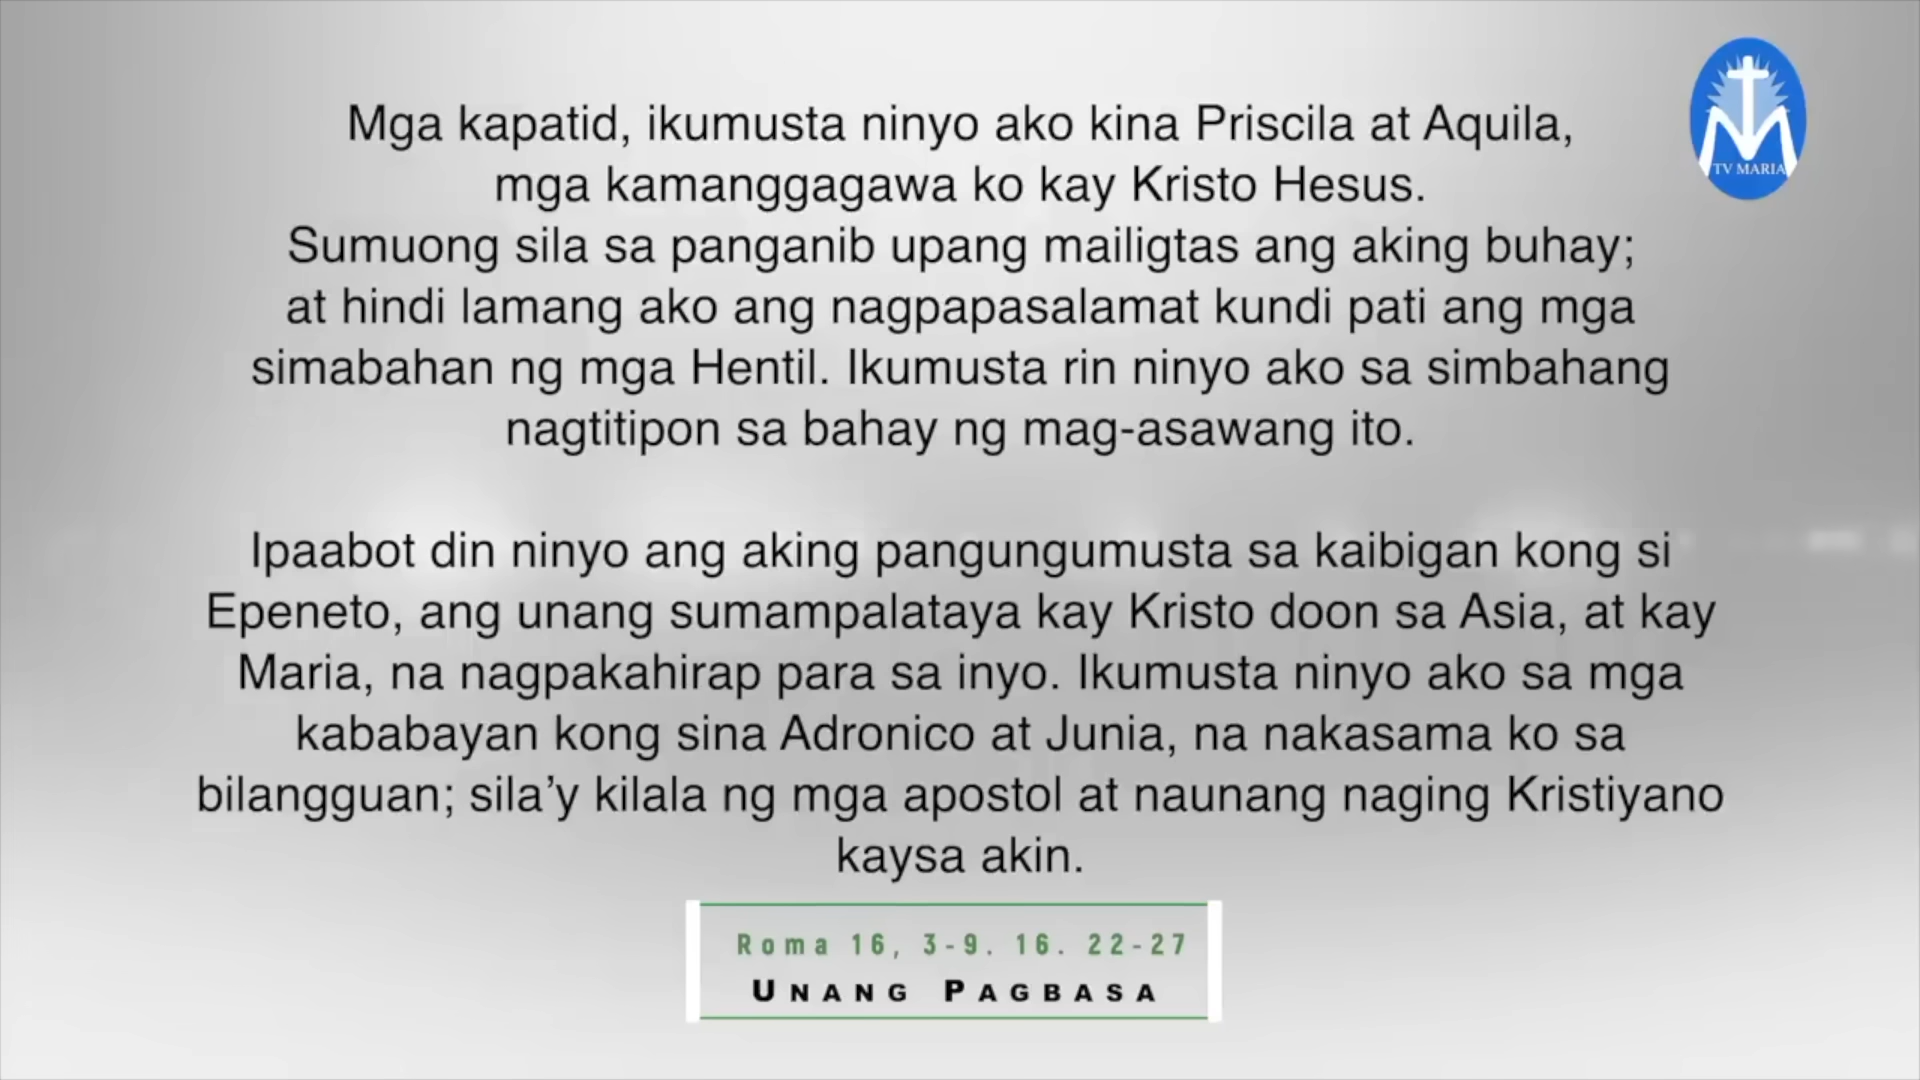 Mga kapatid, ikumusta ninyo ako kina Priscila at Aquila,
mga kamanggagawa ko kay Kristo Hesus.
Sumuong sila sa panganib upang mailigtas ang aking buhay;
at hindi lamang ako ang nagpapasalamat kundi pati ang mga
simabahan ng mga Hentil. Ikumusta rin ninyo ako sa simbahang
nagtitipon sa bahay ng mag-asawang ito.
Ipaabot din ninyo ang aking pangungumusta sa kaibigan kong si
Epeneto, ang unang sumampalataya kay Kristo doon sa Asia, at kay
Maria, na nagpakahirap para sa inyo. Ikumusta ninyo ako sa mga
kababayan kong sina Adronico at Junia, na nakasama ko sa
bilangguan; sila’y kilala ng mga apostol at naunang naging Kristiyano
kaysa akin.
Roma 16, 3-9. 16. 22-27
UNANG PAGBASA
TV MARIA